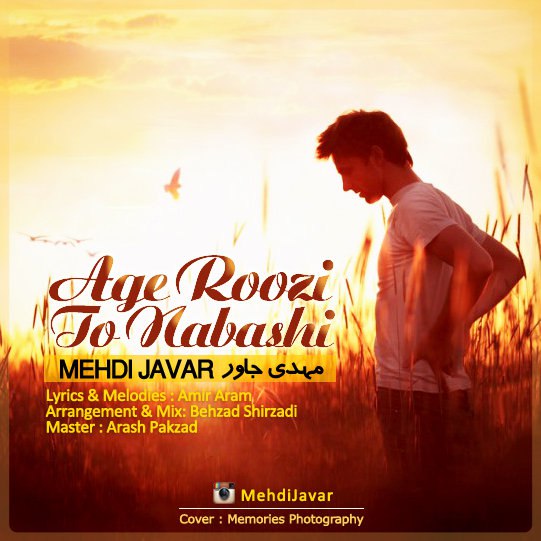 Age Roozi
To Nabashi
MEHDI JAVAR مهدی جاور
Lyrics & Melodies : Amir Aram
Arrangement & Mix: Behzad Shirzadi
Master : Arash Pakzad
MehdiJavar
Cover : Memories Photography